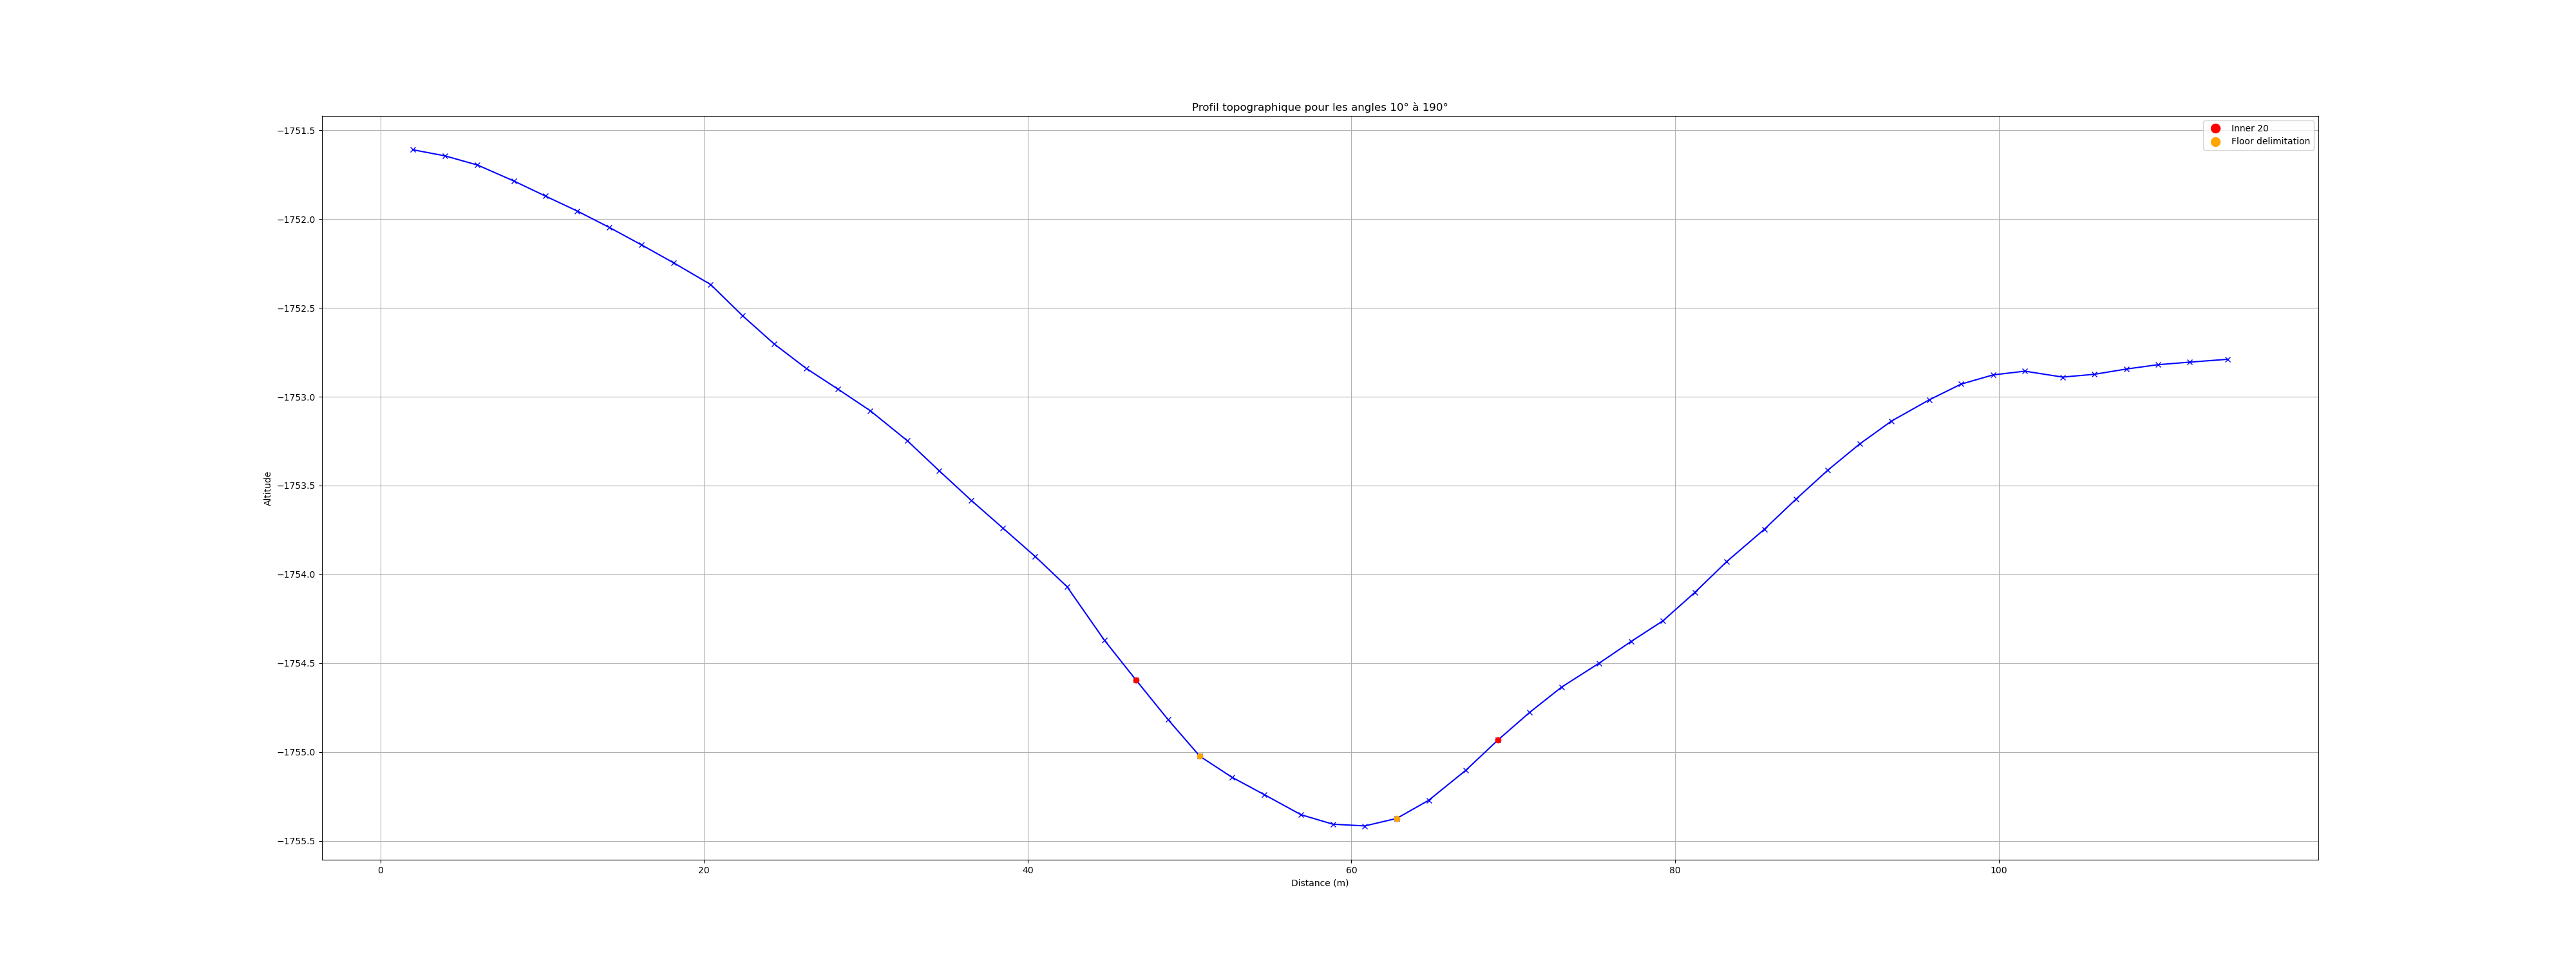 Profil topographique pour les angles 10° à 190°
Inner 20
Floor delimitation
−1751.5
−1752.0
−1752.5
−1753.0
−1753.5
−1754.0
−1754.5
−1755.0
−1755.5
Altitude
0 20 40 60 80 100
Distance (m)